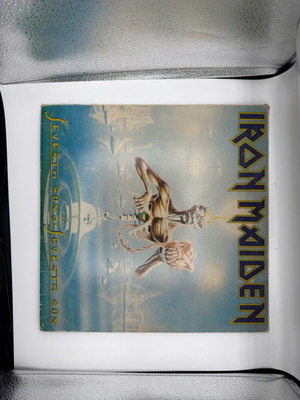 IRON MAIDEN
SEVENTH SON OF A SEVENTH SON